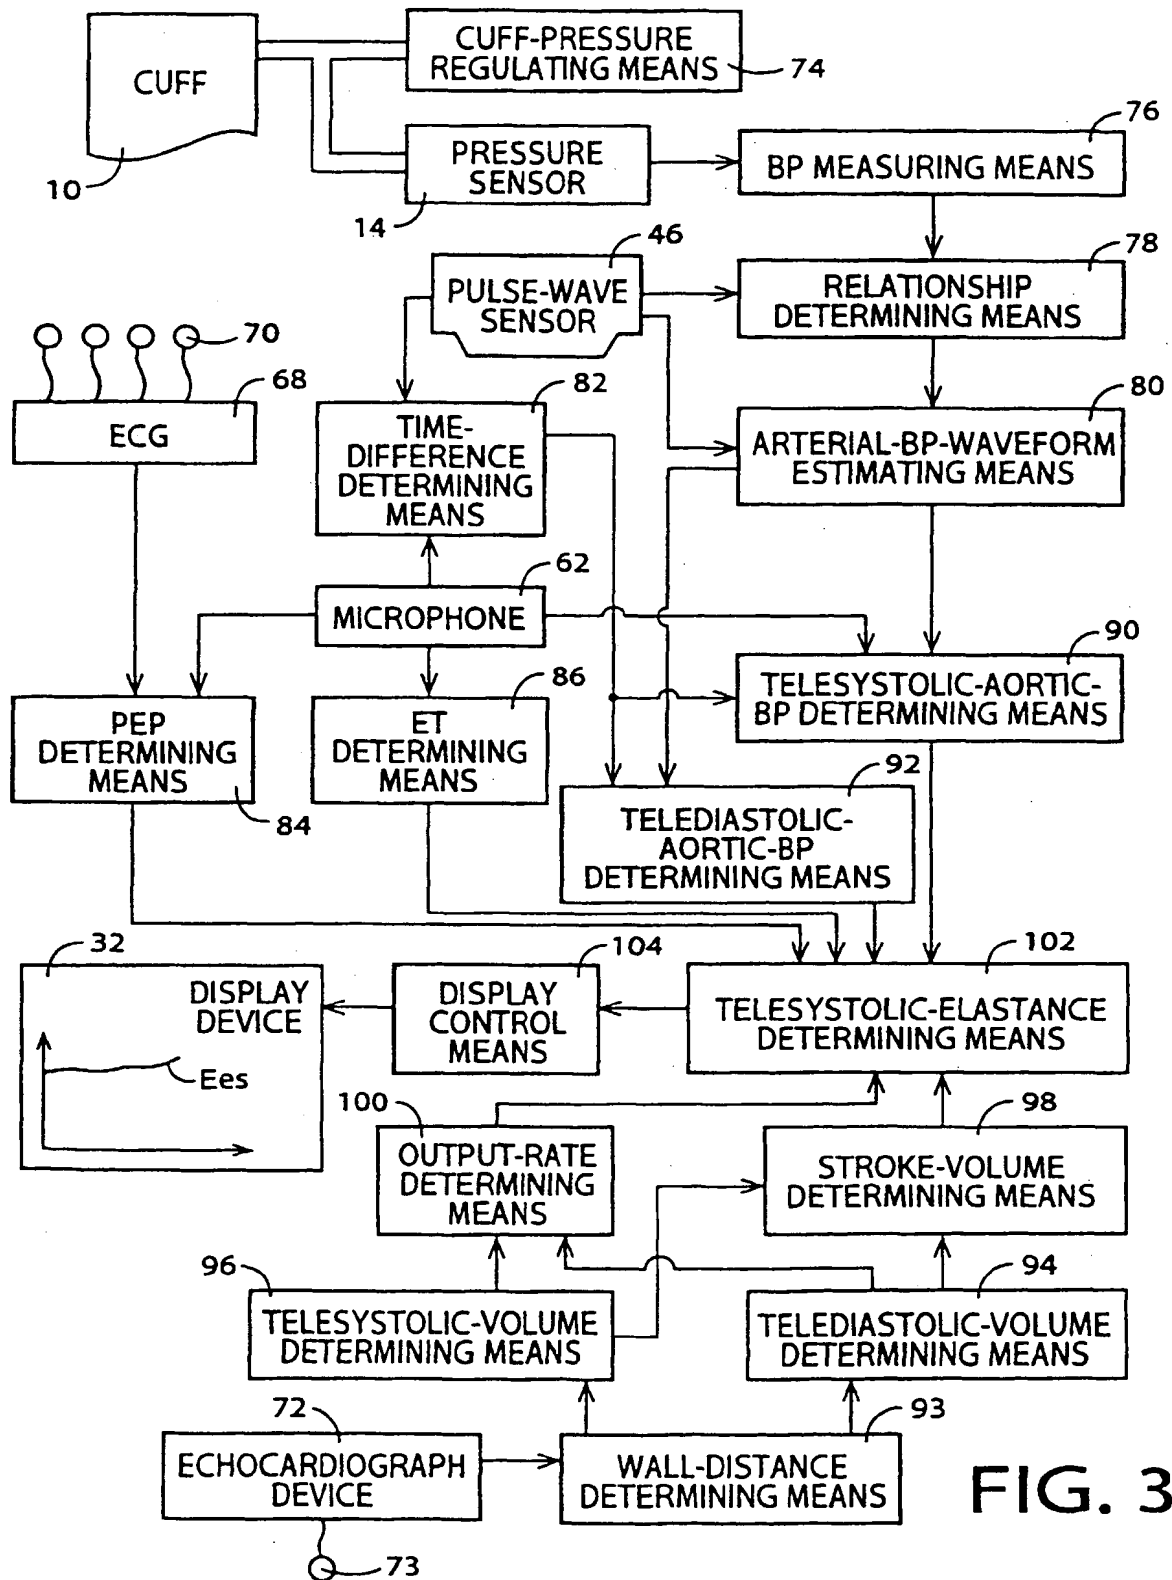 CUFF
10
CUFF-PRESSURE
REGULATING MEANS
74
PRESSURE
SENSOR
14
76
BP MEASURING MEANS
46
PULSE-WAVE
SENSOR
78
RELATIONSHIP
DETERMINING MEANS
70
68
ECG
82
TIME-
DIFFERENCE
DETERMINING
MEANS
80
ARTERIAL-BP-WAVEFORM
ESTIMATING MEANS
62
MICROPHONE
90
TELESYSTOLIC-AORTIC-
BP DETERMINING MEANS
PEP
DETERMINING
MEANS
84
86
ET
DETERMINING
MEANS
92
TELEDIASTOLIC-
AORTIC-BP
DETERMINING MEANS
32
DISPLAY
DEVICE
Ees
104
DISPLAY
CONTROL
MEANS
102
TELESYSTOLIC-ELASTANCE
DETERMINING MEANS
100
OUTPUT-RATE
DETERMINING
MEANS
98
STROKE-VOLUME
DETERMINING MEANS
96
TELESYSTOLIC-VOLUME
DETERMINING MEANS
94
TELEDIASTOLIC-VOLUME
DETERMINING MEANS
72
ECHOCARDIOGRAPH
DEVICE
73
93
WALL-DISTANCE
DETERMINING MEANS
FIG. 3